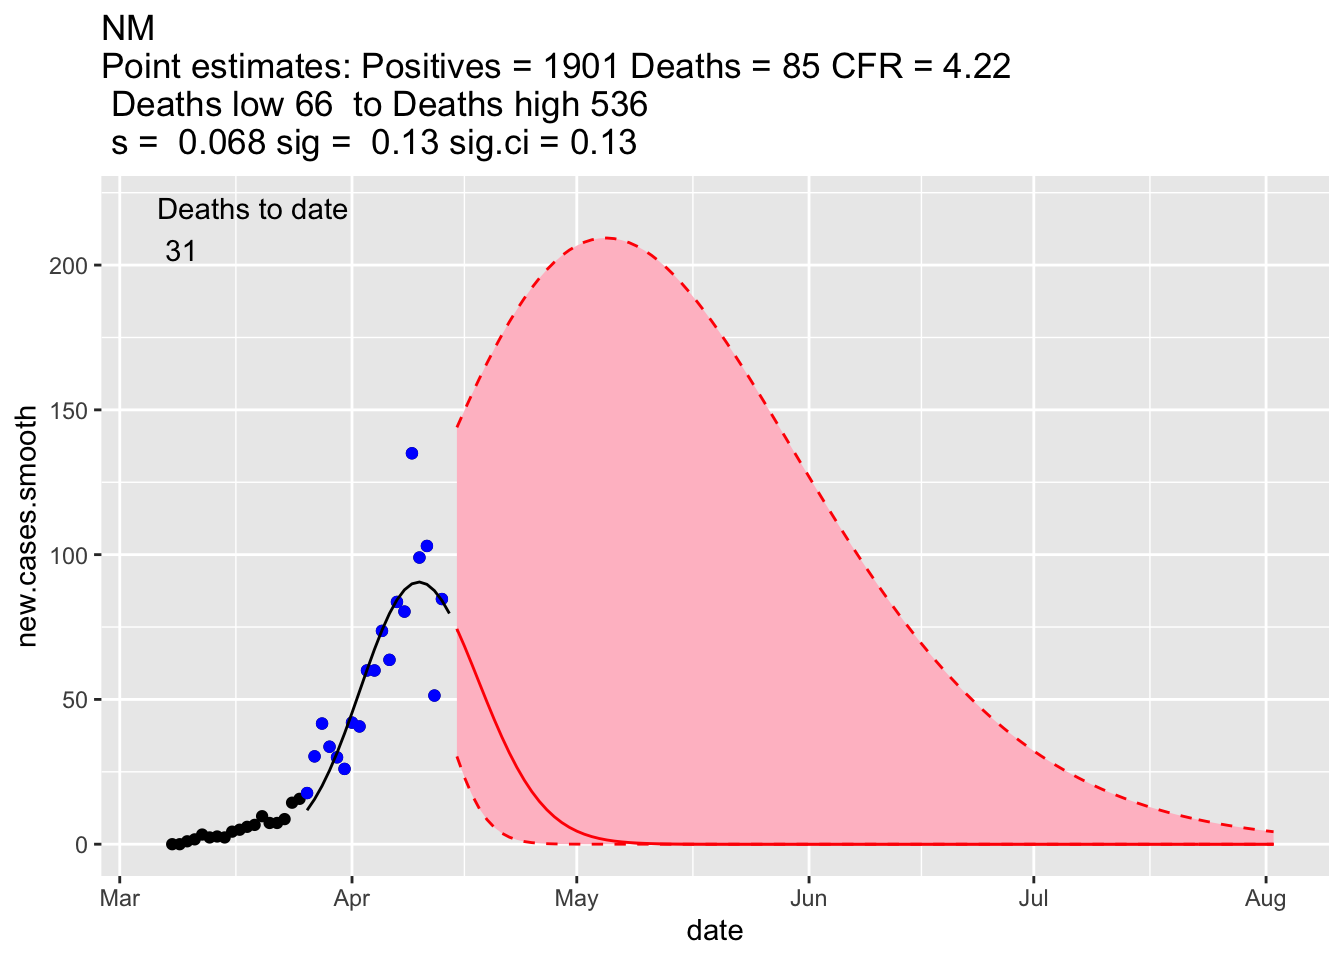 NM
Point estimates: Positives = 1901 Deaths = 85 CFR = 4.22
Deaths low 66  to Deaths high 536
s =  0.068 sig =  0.13 sig.ci = 0.13
Deaths to date
31
200
150
100
50
0
new.cases.smooth
Mar Apr May Jun Jul Aug
date